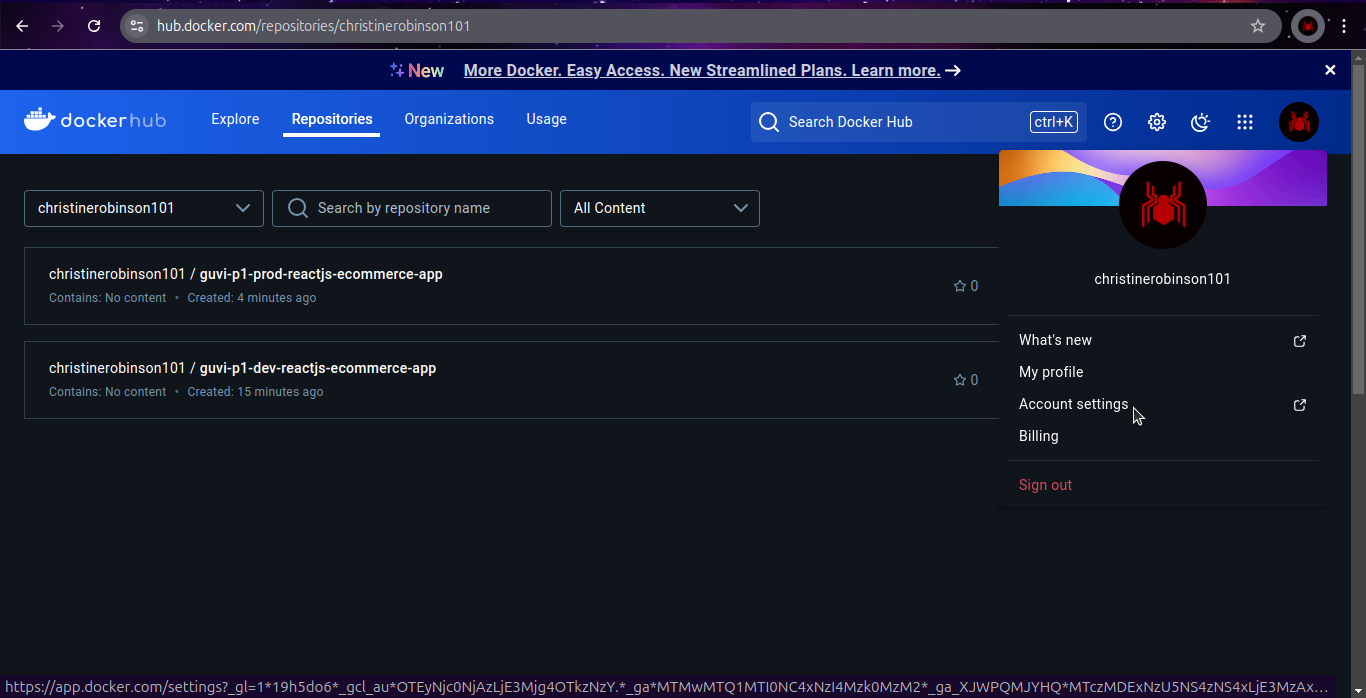 hub.docker.com/repositories/christinerobinson101
New More Docker. Easy Access. New Streamlined Plans. Learn more. →
dockerhub Explore Repositories Organizations Usage Search Docker Hub ctrl+K
christinerobinson101 Search by repository name All Content
christinerobinson101 / guvi-p1-prod-reactjs-ecommerce-app
Contains: No content • Created: 4 minutes ago
0
christinerobinson101 / guvi-p1-dev-reactjs-ecommerce-app
Contains: No content • Created: 15 minutes ago
0
christinerobinson101
What's new
My profile
Account settings
Billing
Sign out
https://app.docker.com/settings?_gl=1*19h5do6*_gcl_au*OTEyNjc0NjAzLjE3Mjg4OTkzNzY.*_ga*MTMwMTQ1MTI0NC4xNzI4Mzk0MzM2*_ga_XJWPQMJYHQ*MTczMDExNzU5NS4zNS4xLjE3MzAx...